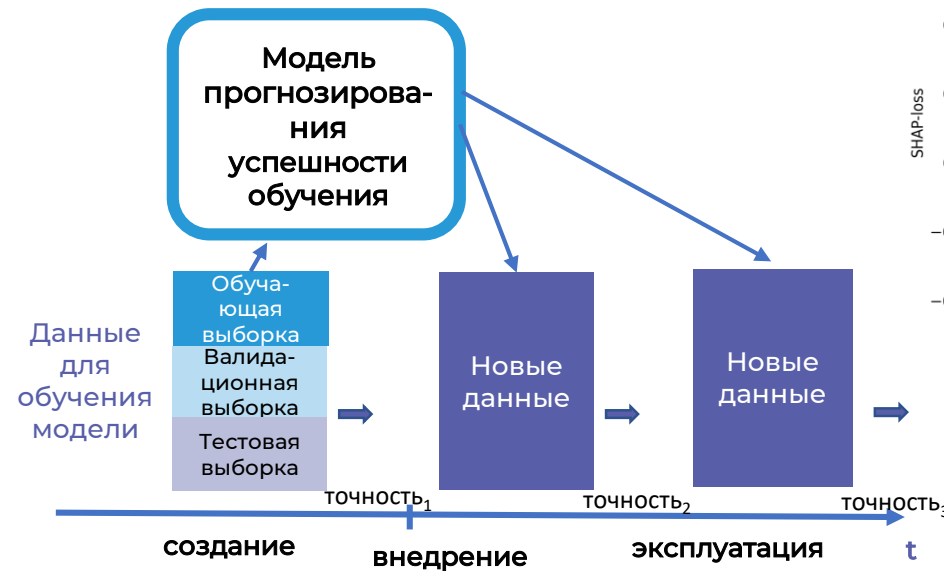 Модель
прогнозирова-
ния
успешности
обучения
SHAP-loss
Данные
для
обучения
модели
Обуча-
ющая
выборка
Валида-
ционная
выборка
Тестовая
выборка
Новые
данные
Новые
данные
точность₁
точность₂
точность₃
создание
внедрение
эксплуатация
t